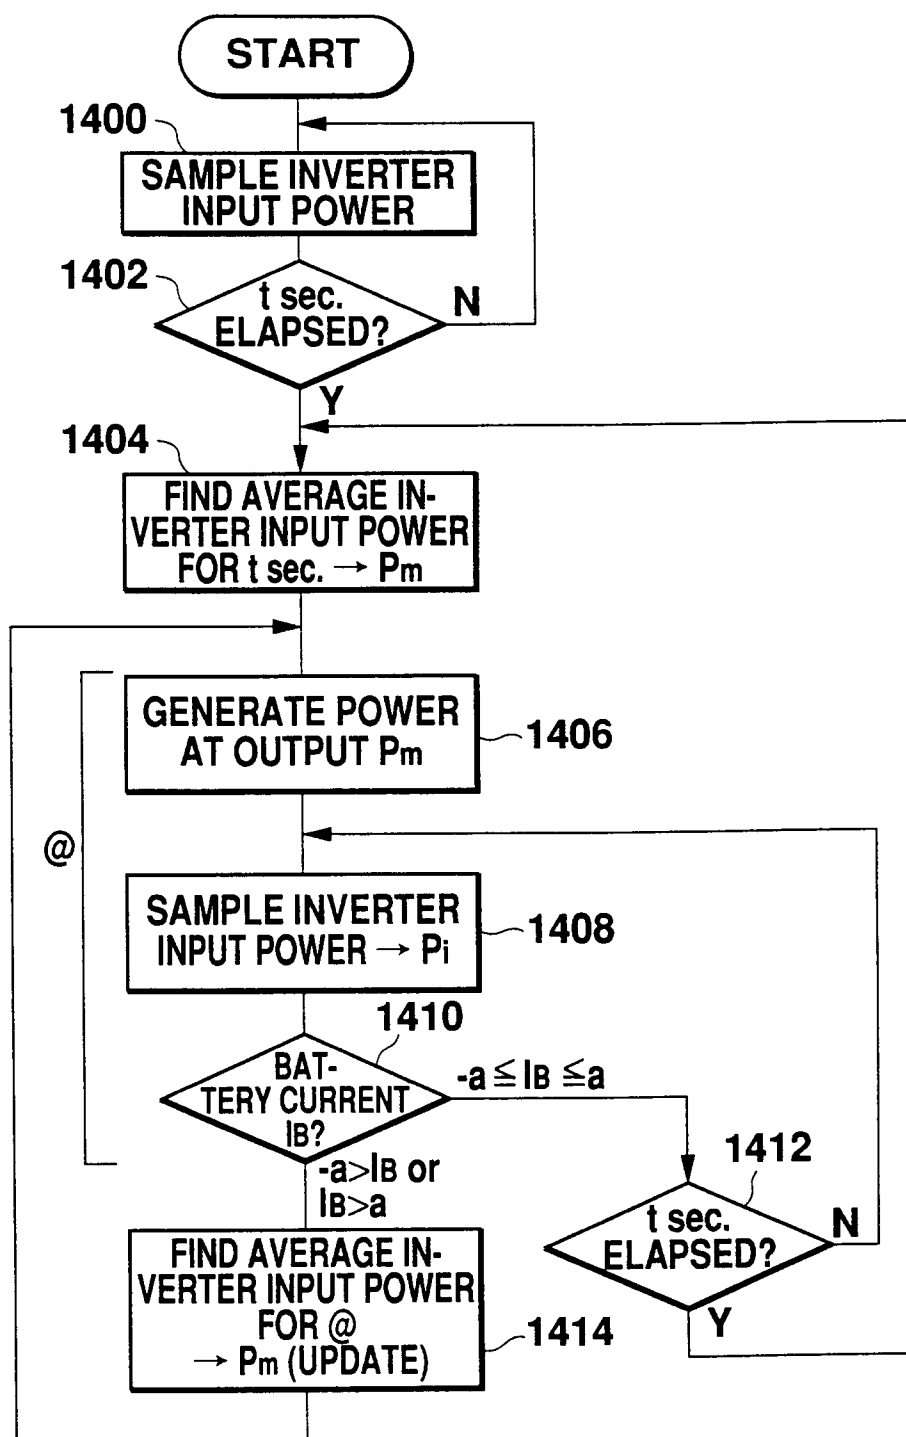 START
1400
SAMPLE INVERTER
INPUT POWER
1402
t sec.
ELAPSED?
N
Y
1404
FIND AVERAGE IN-
VERTER INPUT POWER
FOR t sec. → Pm
GENERATE POWER
AT OUTPUT Pm
1406
@
SAMPLE INVERTER
INPUT POWER → Pi
1408
1410
BAT-
TERY CURRENT
IB?
-a ≦ IB ≦ a
-a>IB or
IB>a
1412
t sec.
ELAPSED?
N
Y
FIND AVERAGE IN-
VERTER INPUT POWER
FOR @
→ Pm (UPDATE)
1414